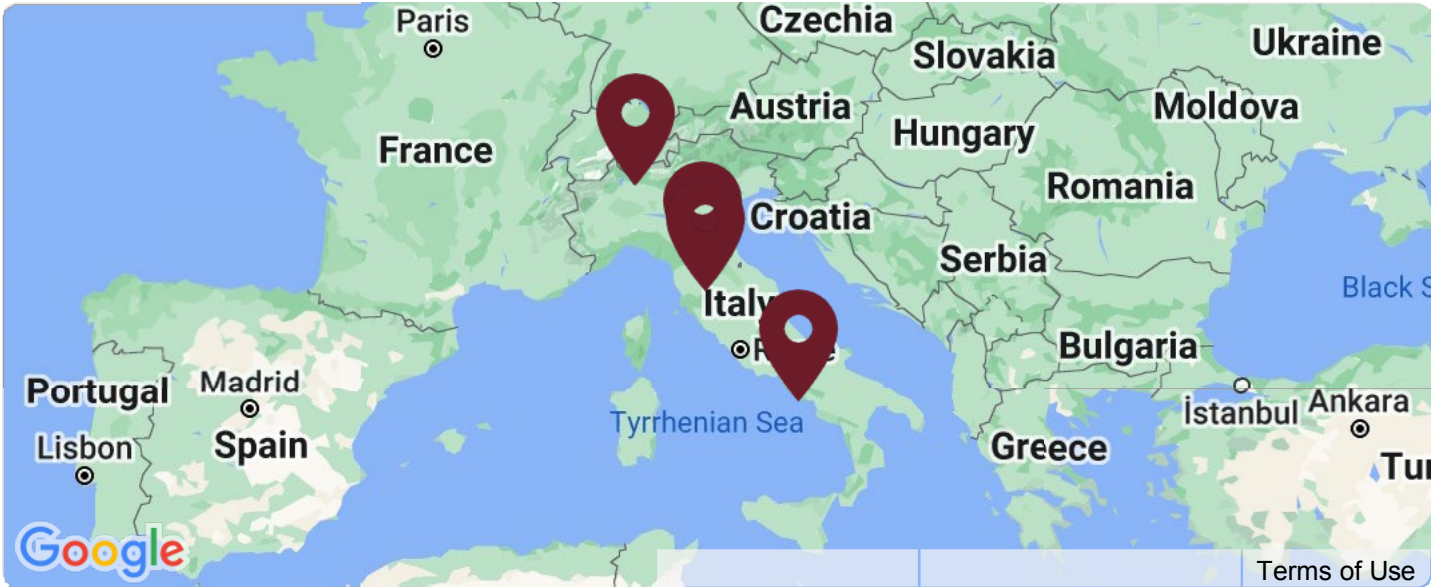 Paris
Czechia
Slovakia
Ukraine
Austria
Moldova
France
Hungary
Romania
Croatia
Serbia
Italy
Black S
Bulgaria
Portugal
Madrid
Tyrrhenian Sea
İstanbul
Ankara
Lisbon
Spain
Greece
Tur
Google
Terms of Use